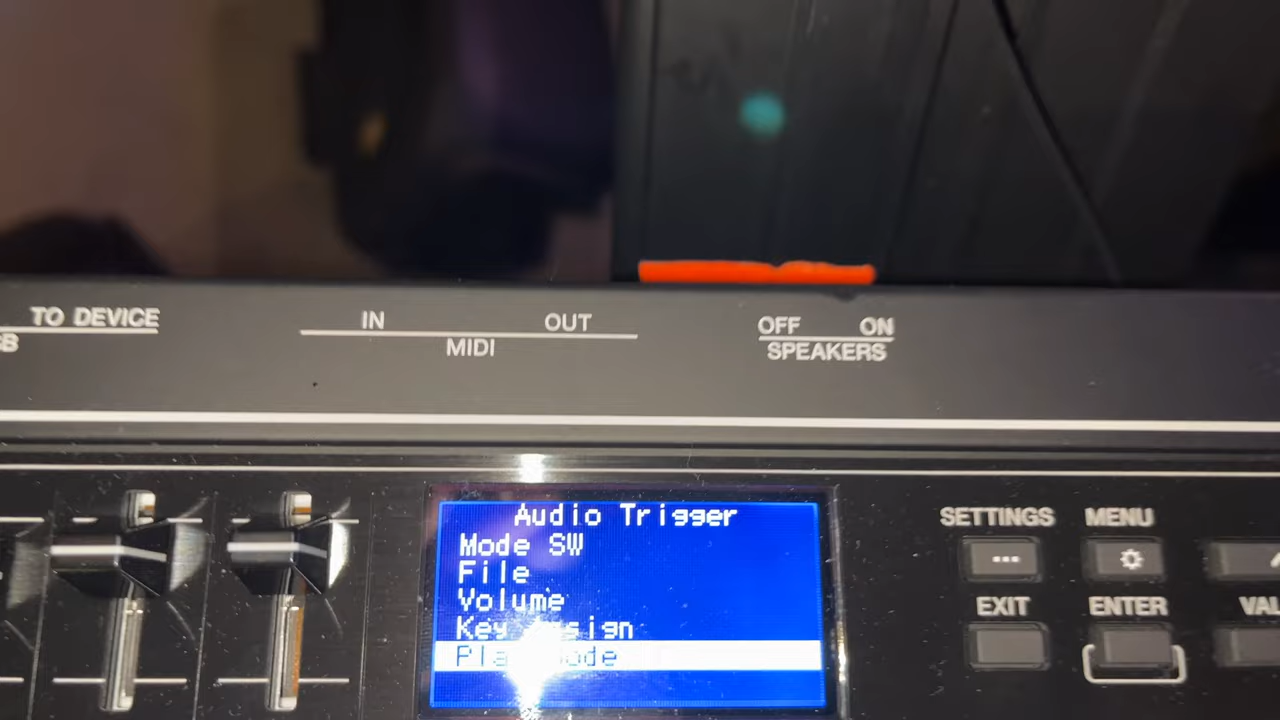 TO DEVICE
IN
OUT
MIDI
OFF ON
SPEAKERS
Audio Trigger
Mode SW
File
Volume
Key
Mode
SETTINGS
MENU
EXIT
ENTER